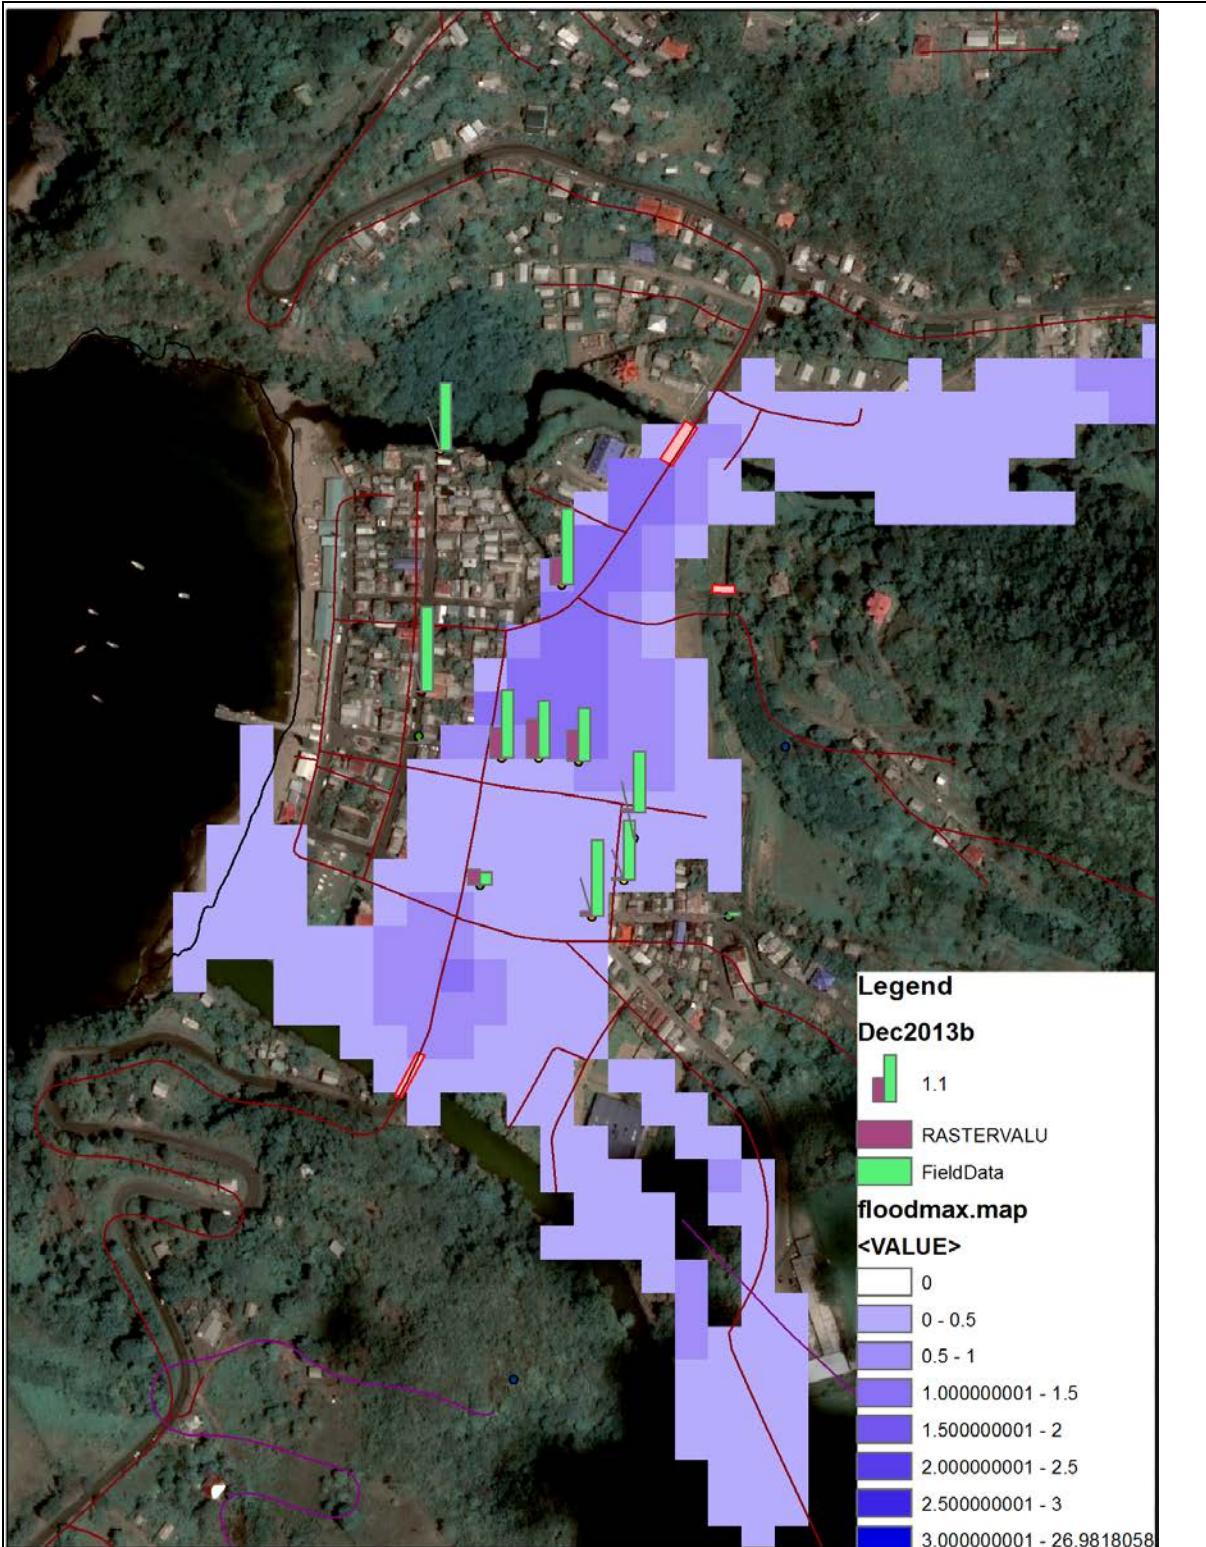 Legend
Dec2013b
1.1
RASTERVALU
FieldData
floodmax.map
<VALUE>
0
0 - 0.5
0.5 - 1
1.000000001 - 1.5
1.500000001 - 2
2.000000001 - 2.5
2.500000001 - 3
3.000000001 - 26.9818058